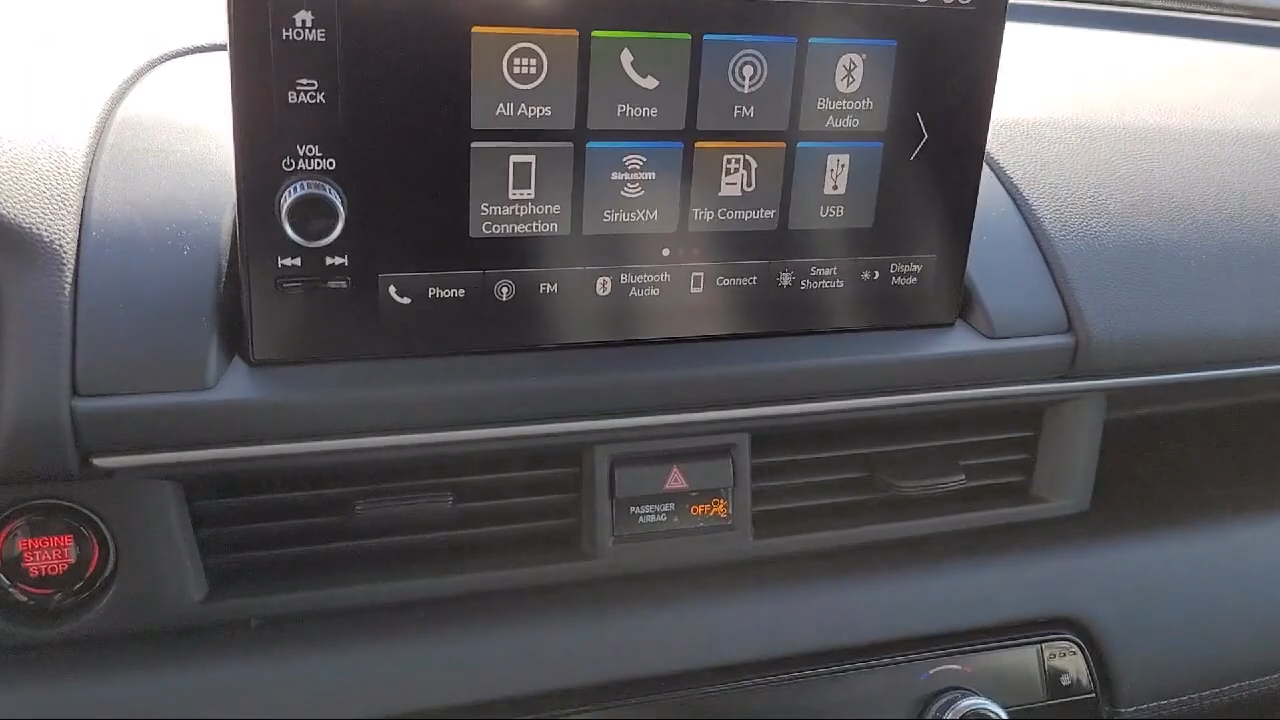 HOME
BACK
VOL
AUDIO
All Apps
Phone
FM
Bluetooth
Audio
Smartphone
Connection
SiriusXM
SiriusXM
Trip Computer
USB
Phone
FM
Bluetooth
Audio
Connect
Smart
Shortcuts
Display
Mode
PASSENGER
AIRBAG
OFF
2
ENGINE
START
STOP